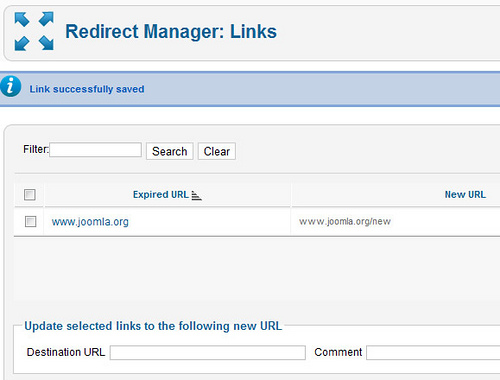 Redirect Manager: Links
Link successfully saved
Filter: Search Clear
Expired URL New URL
www.joomla.org www.joomla.org/new
Update selected links to the following new URL
Destination URL Comment